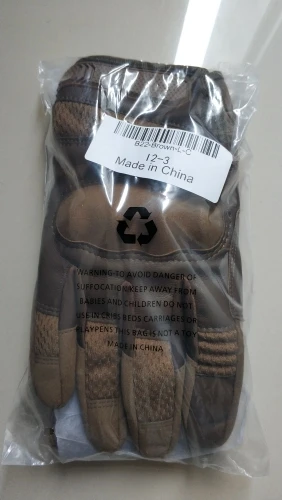 B22-Brown-L-C
12-3
Made in China
WARNING:TO AVOID DANGER OF
SUFFOCATION,KEEP AWAY FROM
BABIES AND CHILDREN DO NOT
USE IN CRIBS BEDS CARRIAGES OR
PLAYPENS THIS BAG IS NOT A TOY
MADE IN CHINA